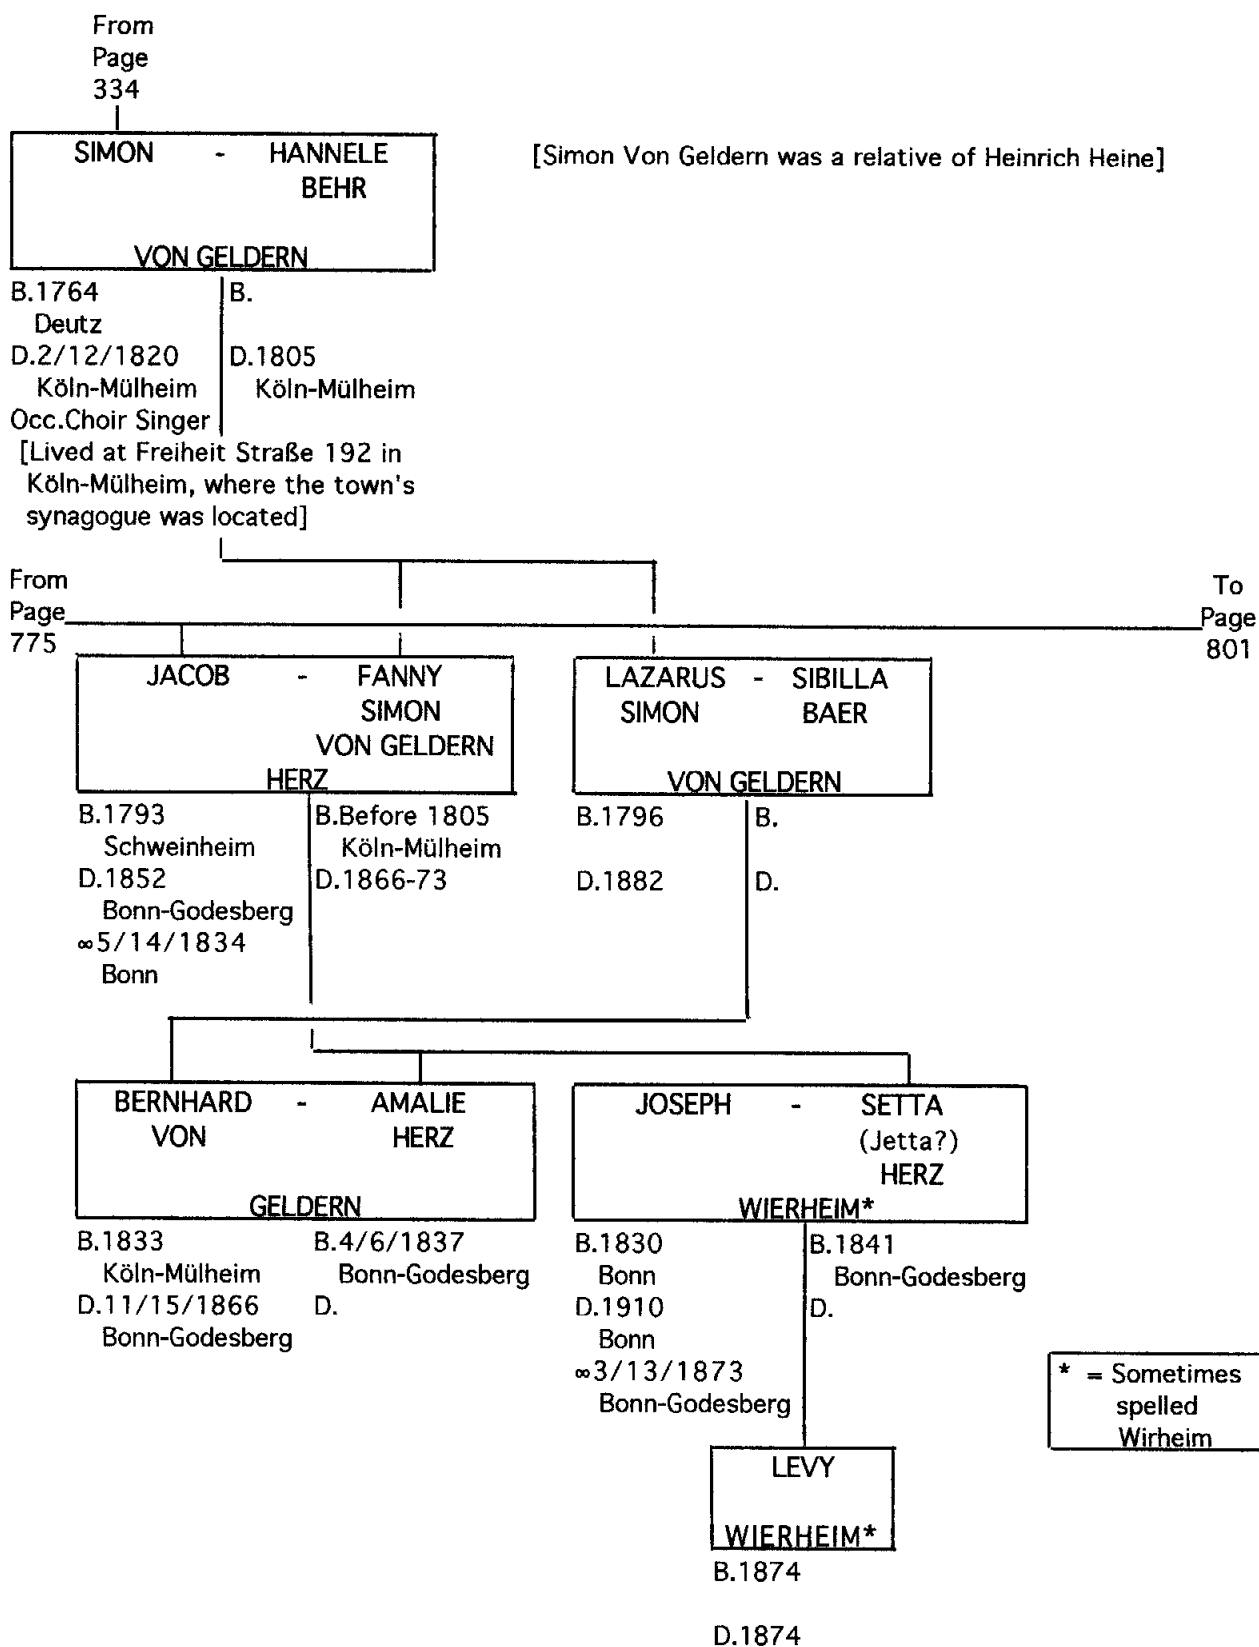 From
Page
334
SIMON - HANNELE
BEHR
VON GELDERN
[Simon Von Geldern was a relative of Heinrich Heine]
B.1764
Deutz
D.2/12/1820
Köln-Mülheim
Occ.Choir Singer
[Lived at Freiheit Straße 192 in
Köln-Mülheim, where the town's
synagogue was located]
B.
D.1805
Köln-Mülheim
From
Page
775
To
Page
801
JACOB - FANNY
SIMON
VON GELDERN
HERZ
B.1793
Schweinheim
D.1852
Bonn-Godesberg
∞5/14/1834
Bonn
B.Before 1805
Köln-Mülheim
D.1866-73
LAZARUS - SIBILLA
SIMON BAER
VON GELDERN
B.1796
D.1882
B.
D.
BERNHARD - AMALIE
VON HERZ
GELDERN
B.1833
Köln-Mülheim
D.11/15/1866
Bonn-Godesberg
B.4/6/1837
Bonn-Godesberg
D.
JOSEPH - SETTA
(Jetta?)
HERZ
WIERHEIM*
B.1830
Bonn
D.1910
Bonn
∞3/13/1873
Bonn-Godesberg
B.1841
Bonn-Godesberg
D.
* = Sometimes
spelled
Wirheim
LEVY
WIERHEIM*
B.1874
D.1874